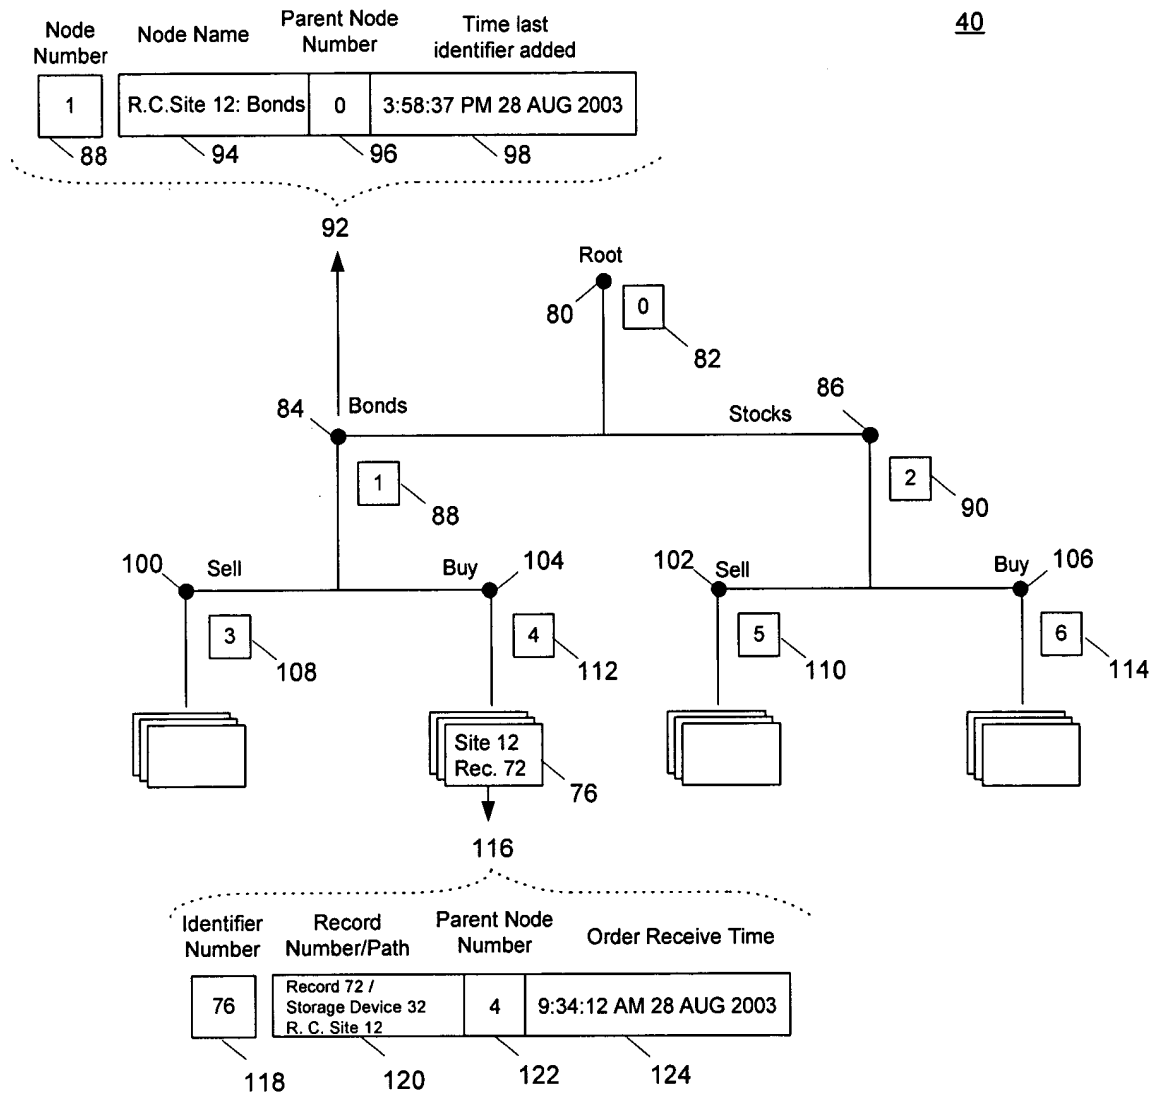 40
Node
Number
Node Name
Parent Node
Number
Time last
identifier added
1
R.C.Site 12: Bonds
0
3:58:37 PM 28 AUG 2003
88
94
96
98
92
Root
80
0
82
84
Bonds
Stocks
86
1
88
2
90
100
Sell
Buy
104
102
Sell
Buy
106
3
108
4
112
5
110
6
114
Site 12
Rec. 72
76
116
Identifier
Number
Record
Number/Path
Parent Node
Number
Order Receive Time
76
Record 72 /
Storage Device 32
R. C. Site 12
4
9:34:12 AM 28 AUG 2003
118
120
122
124